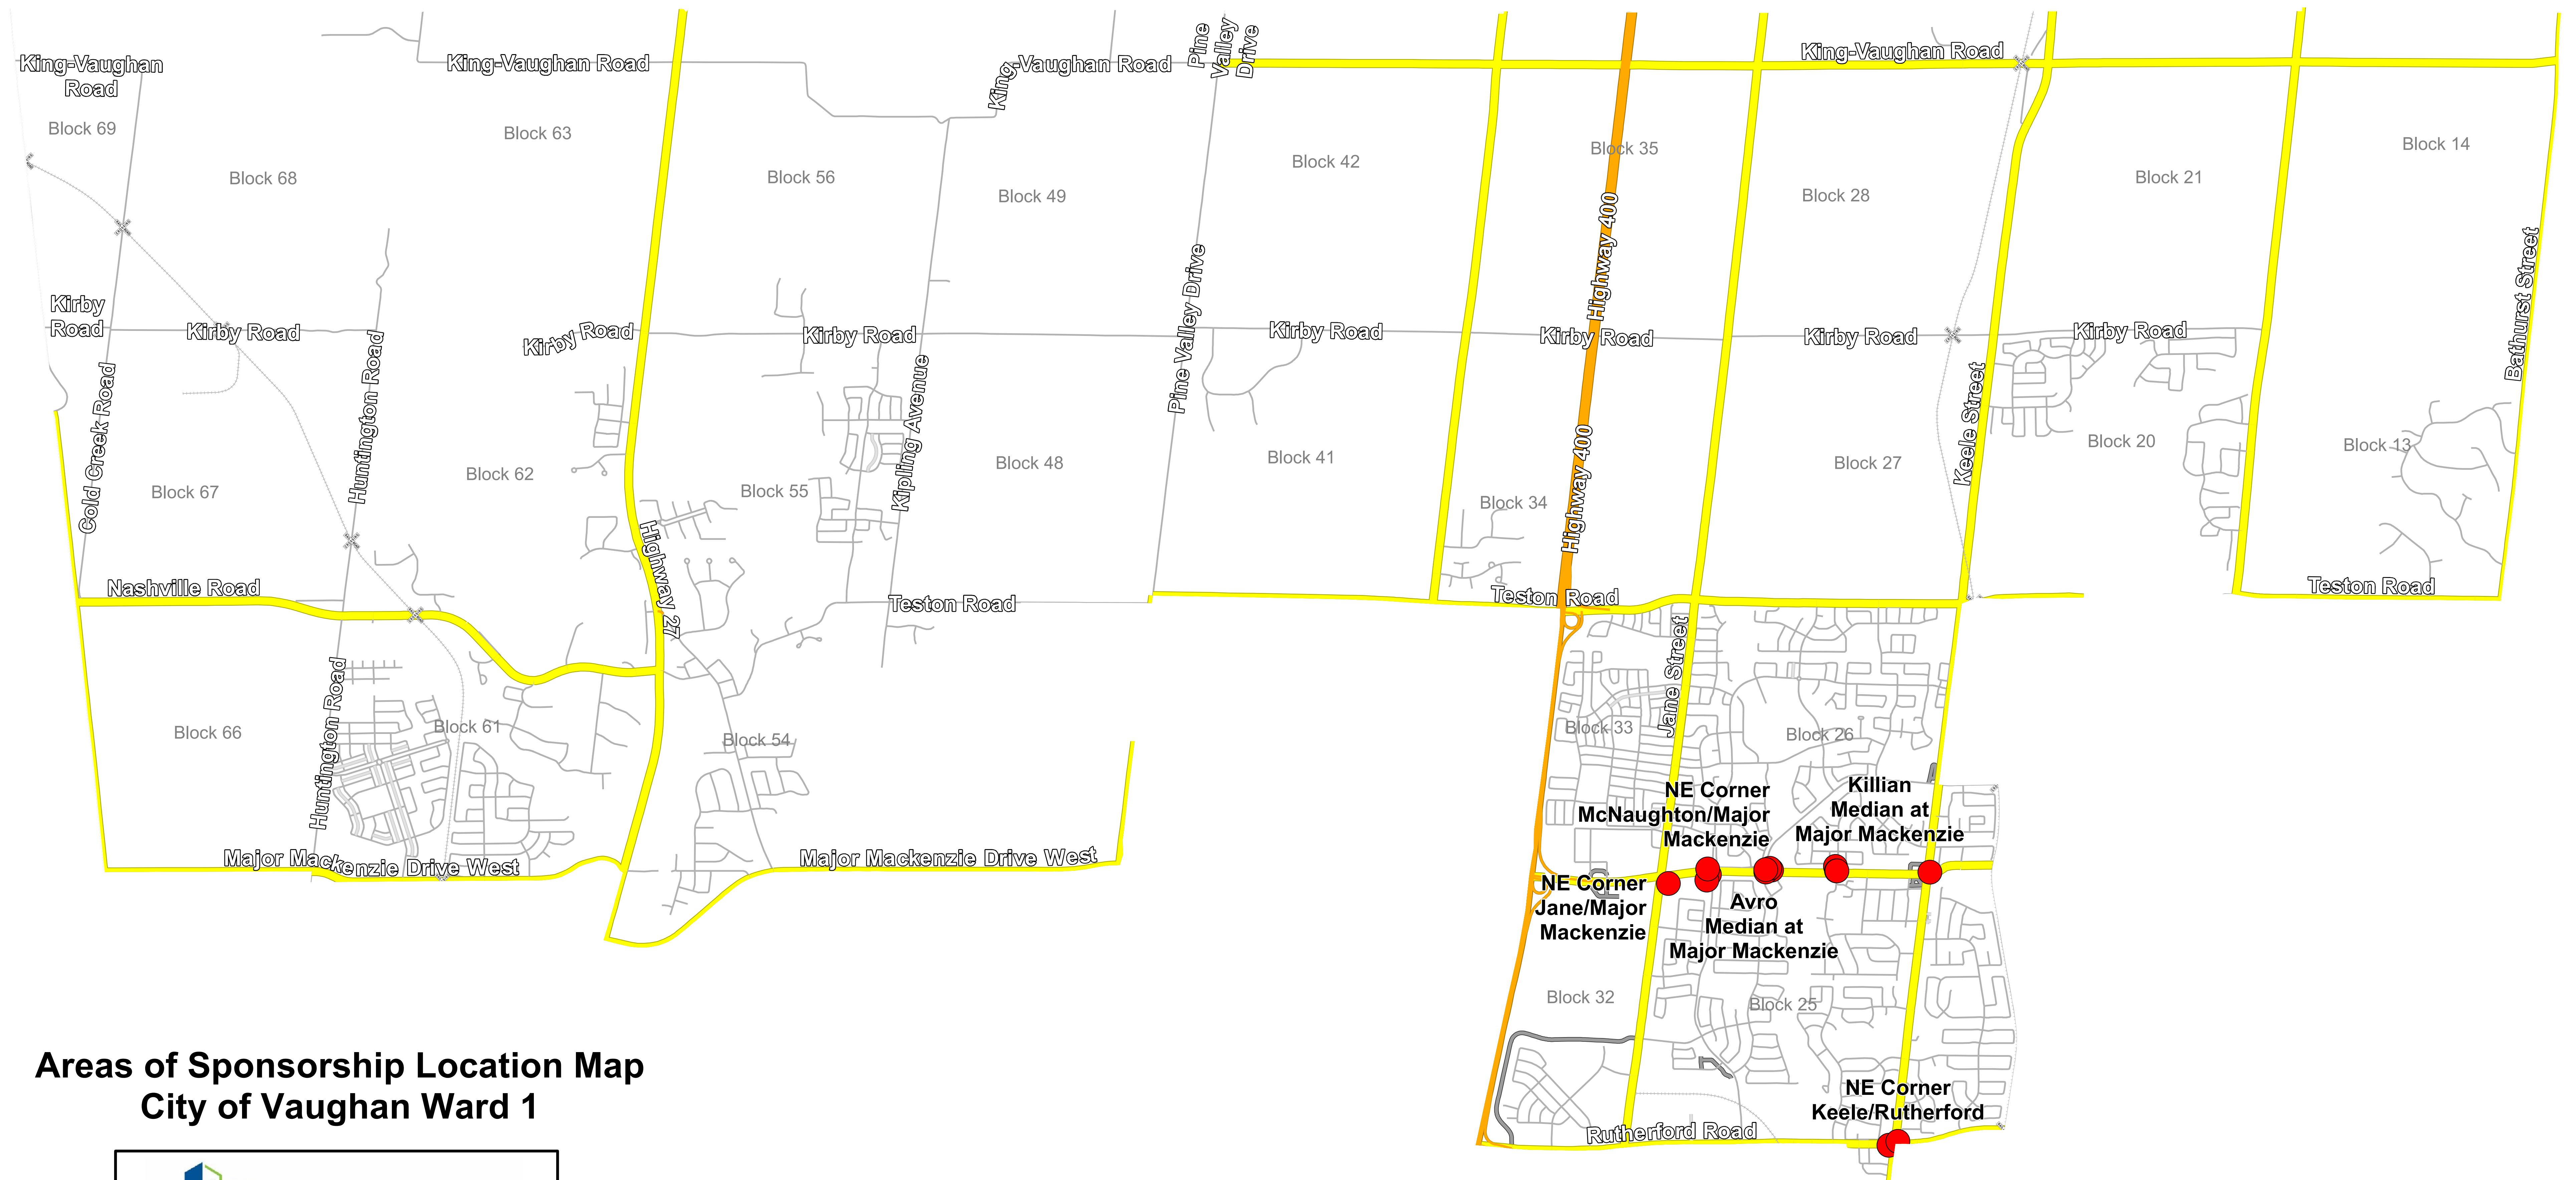 King-Vaughan
Road
King-Vaughan Road
King-Vaughan Road
Pine
Valley
Drive
King-Vaughan Road
Block 69
Block 68
Block 63
Block 56
Block 49
Block 42
Block 35
Block 28
Block 21
Block 14
Highway 400
Bathurst Street
Pine Valley Drive
Kirby
Road
Kirby Road
Kirby Road
Kirby Road
Kirby Road
Kirby Road
Kirby Road
Kirby Road
Cold Creek Road
Huntington Road
Kipling Avenue
Highway 400
Keele Street
Block 67
Block 62
Block 55
Block 48
Block 41
Block 34
Block 27
Block 20
Block 13
Highway 27
Nashville Road
Teston Road
Teston Road
Teston Road
Huntington Road
Jane Street
Block 66
Block 61
Block 54
Block 33
Block 26
NE Corner
McNaughton/Major
Mackenzie
Killian
Median at
Major Mackenzie
Major Mackenzie Drive West
Major Mackenzie Drive West
NE Corner
Jane/Major
Mackenzie
Avro
Median at
Major Mackenzie
Block 32
Block 25
NE Corner
Keele/Rutherford
Rutherford Road
Areas of Sponsorship Location Map
City of Vaughan Ward 1